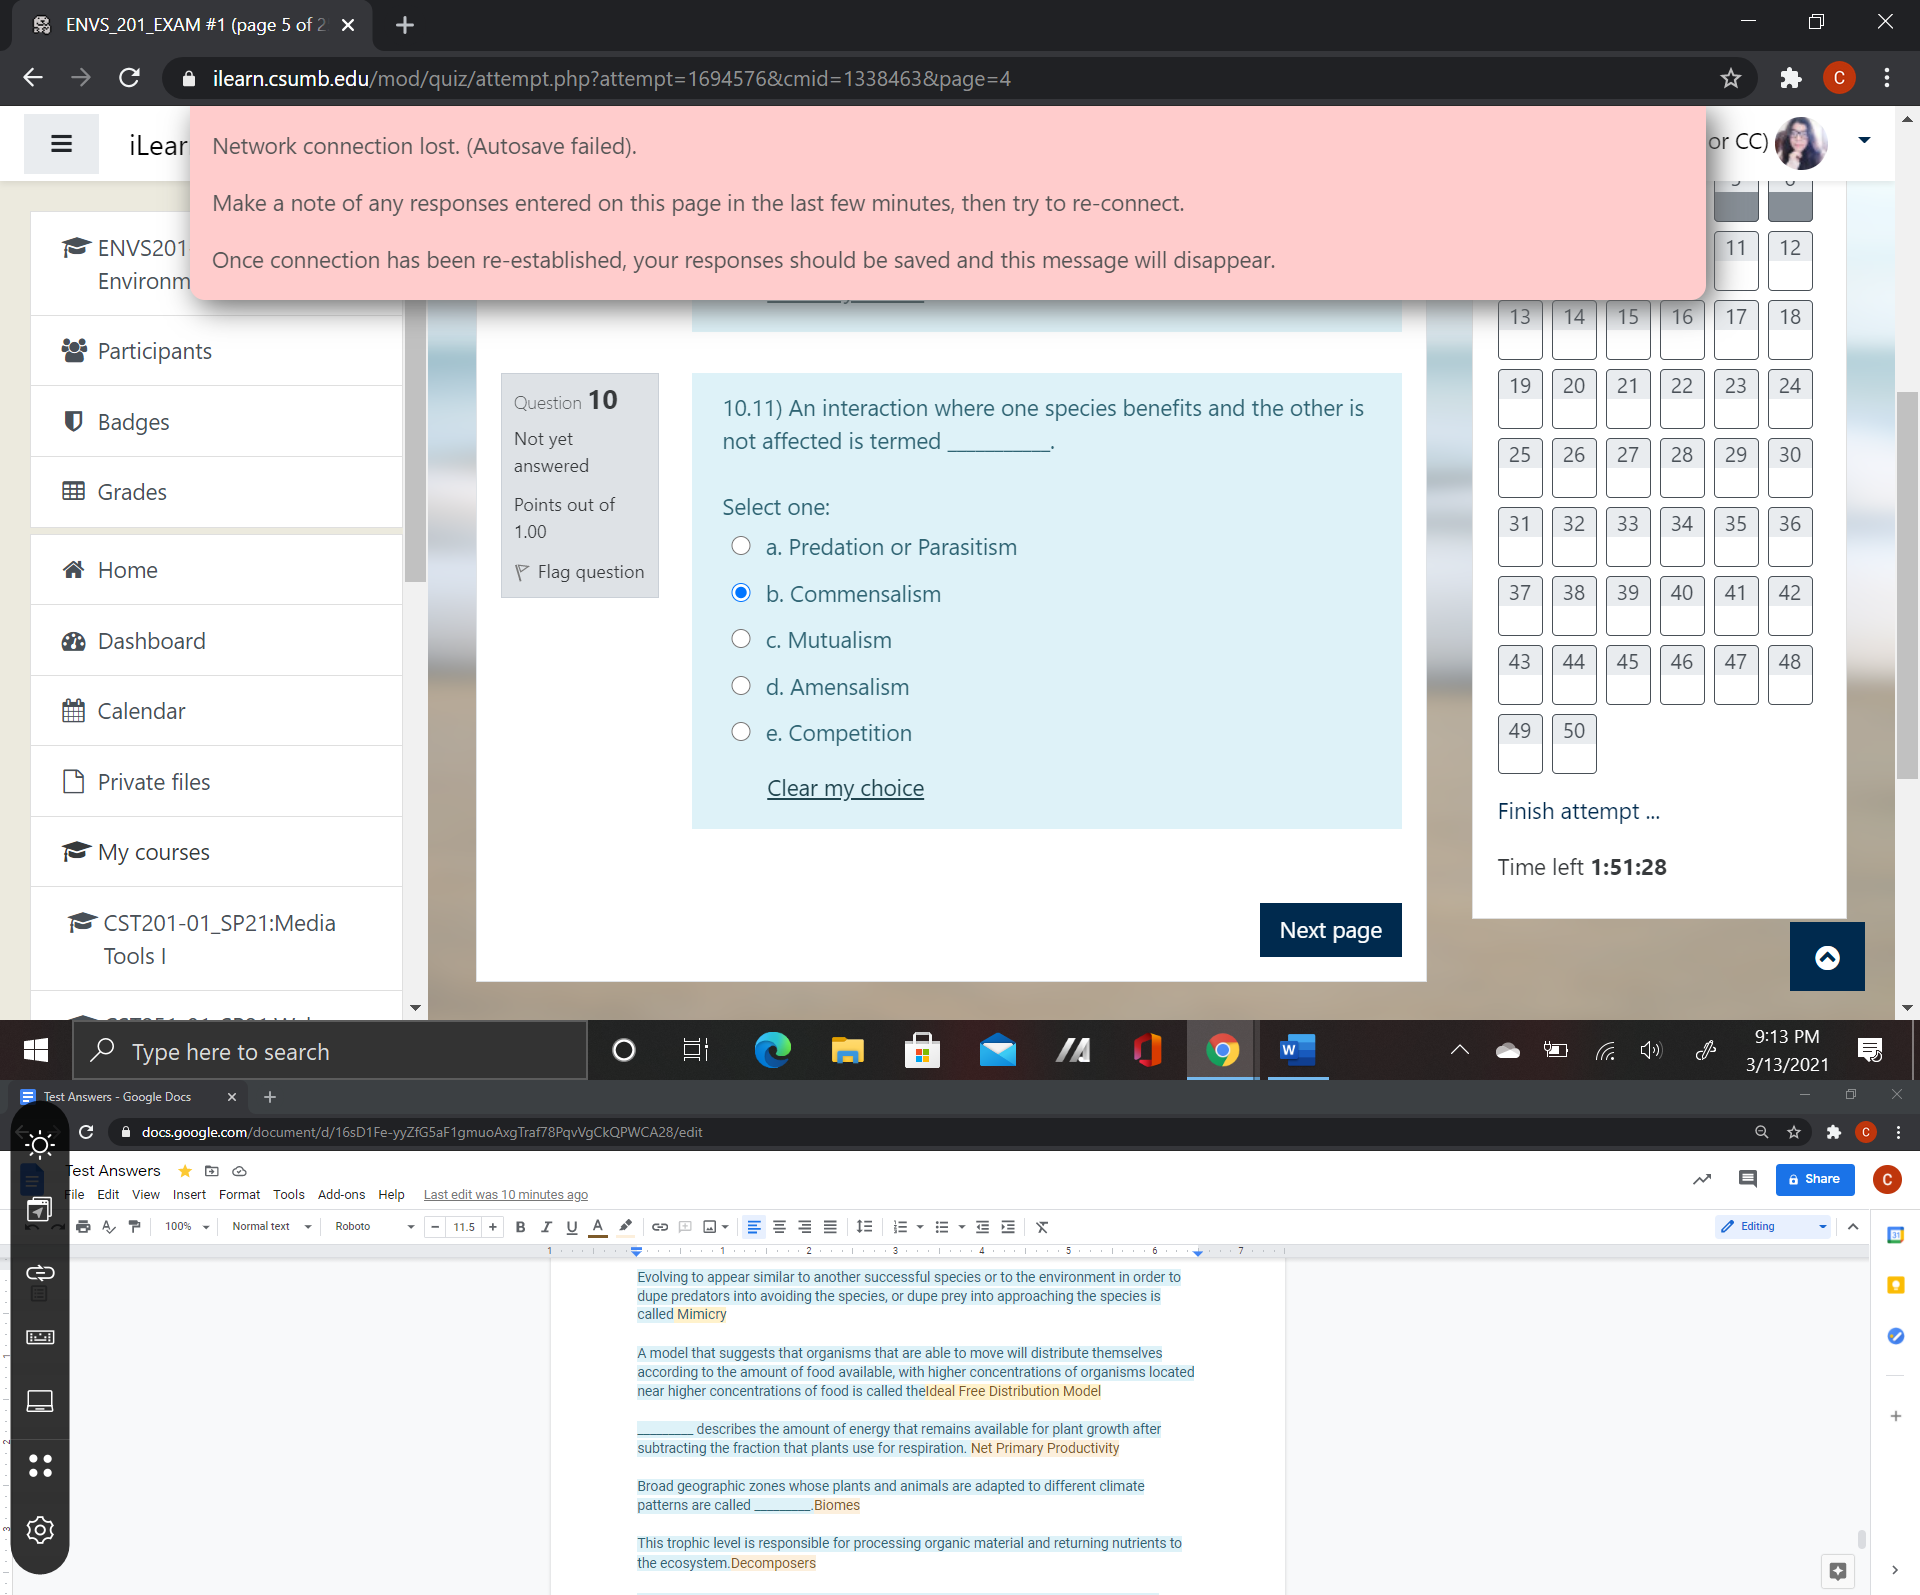 ENVS_201_EXAM #1 (page 5 of 2
ilearn.csumb.edu/mod/quiz/attempt.php?attempt=1694576&cmid=1338463&page=4
C
iLear
Network connection lost. (Autosave failed).
Make a note of any responses entered on this page in the last few minutes, then try to re-connect.
Once connection has been re-established, your responses should be saved and this message will disappear.
or CC)
ENVS201
Environm
Participants
Badges
Grades
Home
Dashboard
Calendar
Private files
My courses
CST201-01_SP21:Media
Tools I
Question 10
Not yet
answered
Points out of
1.00
Flag question
10.11) An interaction where one species benefits and the other is
not affected is termed __________.
Select one:
a. Predation or Parasitism
b. Commensalism
c. Mutualism
d. Amensalism
e. Competition
Clear my choice
Next page
11 12
13 14 15 16 17 18
19 20 21 22 23 24
25 26 27 28 29 30
31 32 33 34 35 36
37 38 39 40 41 42
43 44 45 46 47 48
49 50
Finish attempt ...
Time left 1:51:28
Type here to search
9:13 PM
3/13/2021
Test Answers - Google Docs
docs.google.com/document/d/16sD1Fe-yyZfG5aF1gmuoAxgTraf78PqvVgCkQPWCA28/edit
C
Test Answers
File Edit View Insert Format Tools Add-ons Help Last edit was 10 minutes ago
Share
C
100% Normal text Roboto - 11.5 + B I U A
Editing
1 1 2 3 4 5 6 7
Evolving to appear similar to another successful species or to the environment in order to
dupe predators into avoiding the species, or dupe prey into approaching the species is
called Mimicry
A model that suggests that organisms that are able to move will distribute themselves
according to the amount of food available, with higher concentrations of organisms located
near higher concentrations of food is called theIdeal Free Distribution Model
________ describes the amount of energy that remains available for plant growth after
subtracting the fraction that plants use for respiration. Net Primary Productivity
Broad geographic zones whose plants and animals are adapted to different climate
patterns are called ________.Biomes
This trophic level is responsible for processing organic material and returning nutrients to
the ecosystem.Decomposers